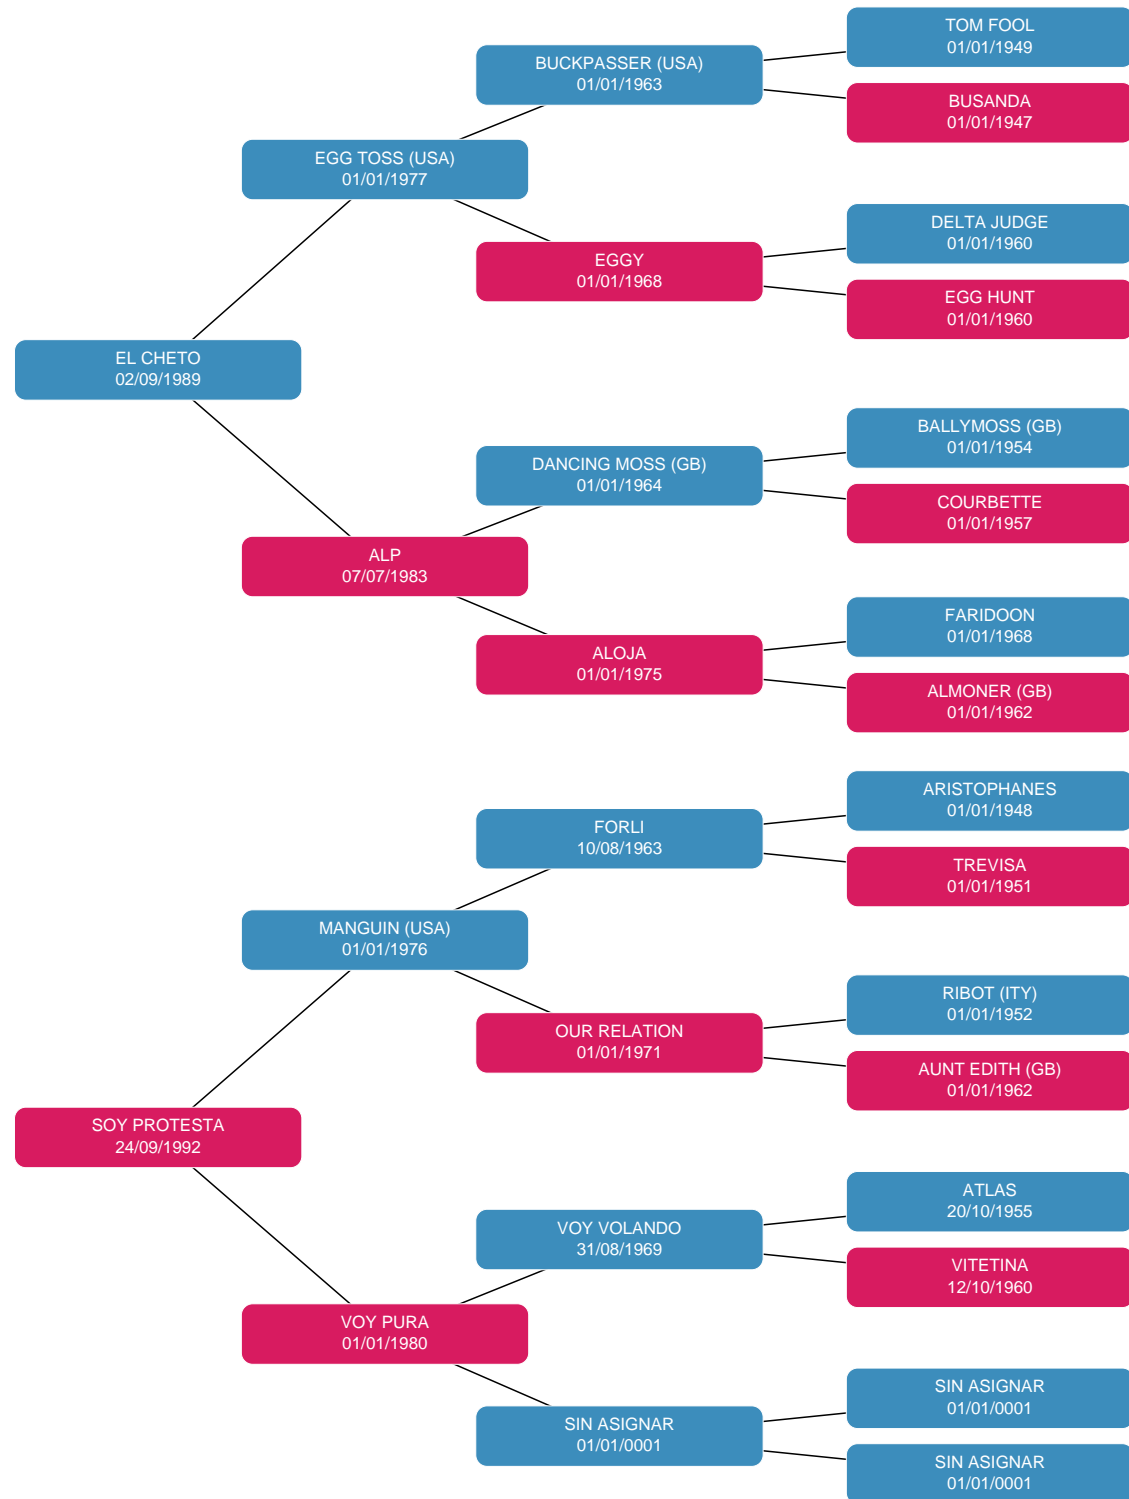 TOM FOOL
01/01/1949
BUCKPASSER (USA)
01/01/1963
BUSANDA
01/01/1947
EGG TOSS (USA)
01/01/1977
DELTA JUDGE
01/01/1960
EGGY
01/01/1968
EGG HUNT
01/01/1960
EL CHETO
02/09/1989
BALLYMOSS (GB)
01/01/1954
DANCING MOSS (GB)
01/01/1964
COURBETTE
01/01/1957
ALP
07/07/1983
FARIDOON
01/01/1968
ALOJA
01/01/1975
ALMONER (GB)
01/01/1962
ARISTOPHANES
01/01/1948
FORLI
10/08/1963
TREVISA
01/01/1951
MANGUIN (USA)
01/01/1976
RIBOT (ITY)
01/01/1952
OUR RELATION
01/01/1971
AUNT EDITH (GB)
01/01/1962
SOY PROTESTA
24/09/1992
ATLAS
20/10/1955
VOY VOLANDO
31/08/1969
VITETINA
12/10/1960
VOY PURA
01/01/1980
SIN ASIGNAR
01/01/0001
SIN ASIGNAR
01/01/0001
SIN ASIGNAR
01/01/0001